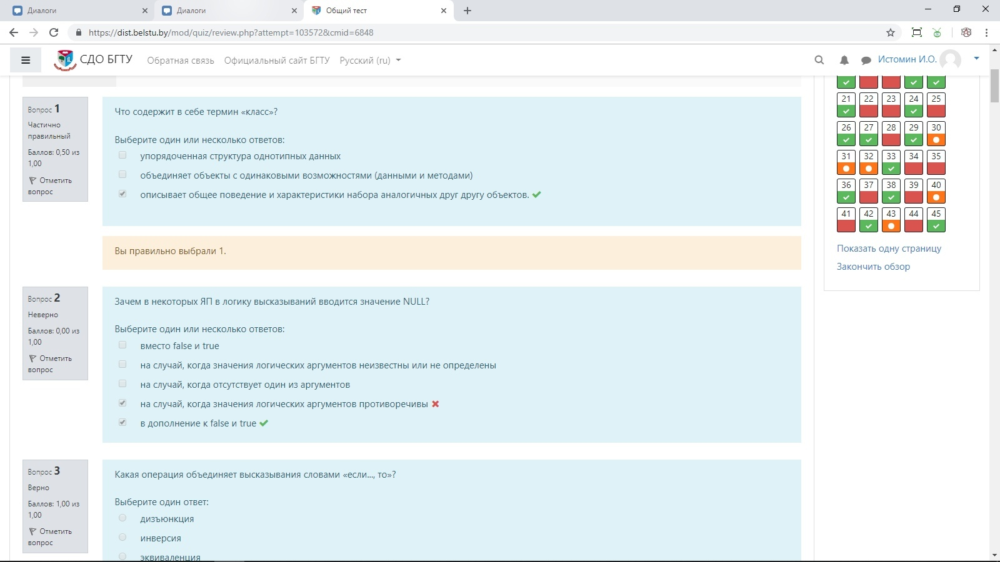 Диалоги
Диалоги
Общий тест
https://dist.belstu.by/mod/quiz/review.php?attempt=103572&cmid=6848
СДО БГТУ
Обратная связь
Официальный сайт БГТУ
Русский (ru)
Истомин И.О.
Вопрос 1
Частично
правильный
Баллов: 0,50 из
1,00
Отметить
вопрос
Что содержит в себе термин «класс»?
Выберите один или несколько ответов:
упорядоченная структура однотипных данных
объединяет объекты с одинаковыми возможностями (данными и методами)
описывает общее поведение и характеристики набора аналогичных друг другу объектов.
Вы правильно выбрали 1.
Вопрос 2
Неверно
Баллов: 0,00 из
1,00
Отметить
вопрос
Зачем в некоторых ЯП в логику высказываний вводится значение NULL?
Выберите один или несколько ответов:
вместо false и true
на случай, когда значения логических аргументов неизвестны или не определены
на случай, когда отсутствует один из аргументов
на случай, когда значения логических аргументов противоречивы
в дополнение к false и true
Вопрос 3
Верно
Баллов: 1,00 из
1,00
Отметить
вопрос
Какая операция объединяет высказывания словами «если..., то»?
Выберите один ответ:
дизъюнкция
инверсия
эквиваленция
21 22 23 24 25
26 27 28 29 30
31 32 33 34 35
36 37 38 39 40
41 42 43 44 45
Показать одну страницу
Закончить обзор